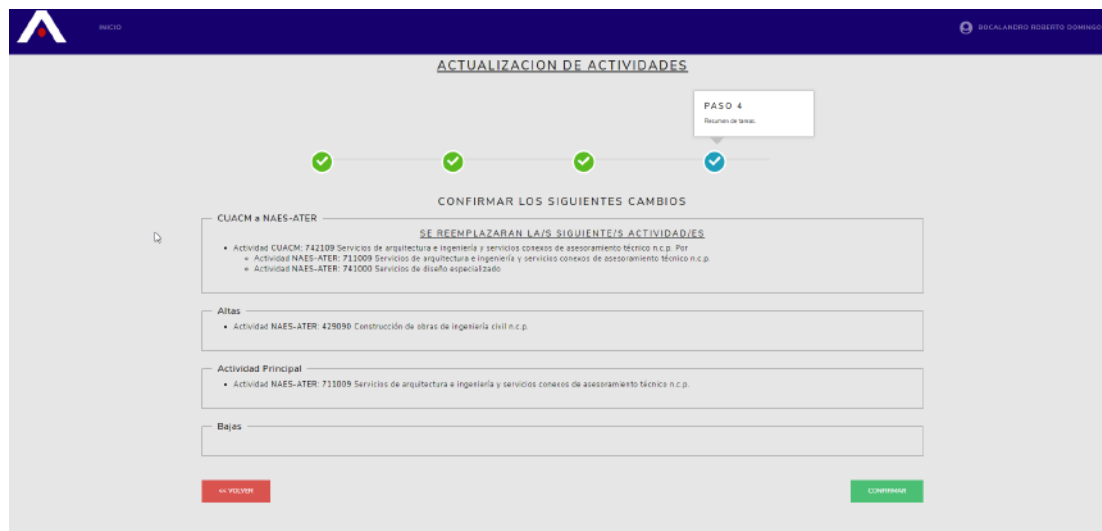 INICIO
BOCALANDRO ROBERTO DOMINGO
ACTUALIZACION DE ACTIVIDADES
PASO 4
Resumen de tareas.
CONFIRMAR LOS SIGUIENTES CAMBIOS
CUACM a NAES-ATER
SE REEMPLAZARAN LA/S SIGUIENTE/S ACTIVIDAD/ES
Actividad CUACM: 742109 Servicios de arquitectura e ingeniería y servicios conexos de asesoramiento técnico n.c.p. Por
Actividad NAES-ATER: 711009 Servicios de arquitectura e ingeniería y servicios conexos de asesoramiento técnico n.c.p.
Actividad NAES-ATER: 741000 Servicios de diseño especializado
Altas
Actividad NAES-ATER: 429090 Construcción de obras de ingeniería civil n.c.p.
Actividad Principal
Actividad NAES-ATER: 711009 Servicios de arquitectura e ingeniería y servicios conexos de asesoramiento técnico n.c.p.
Bajas
<< VOLVER
CONFIRMAR